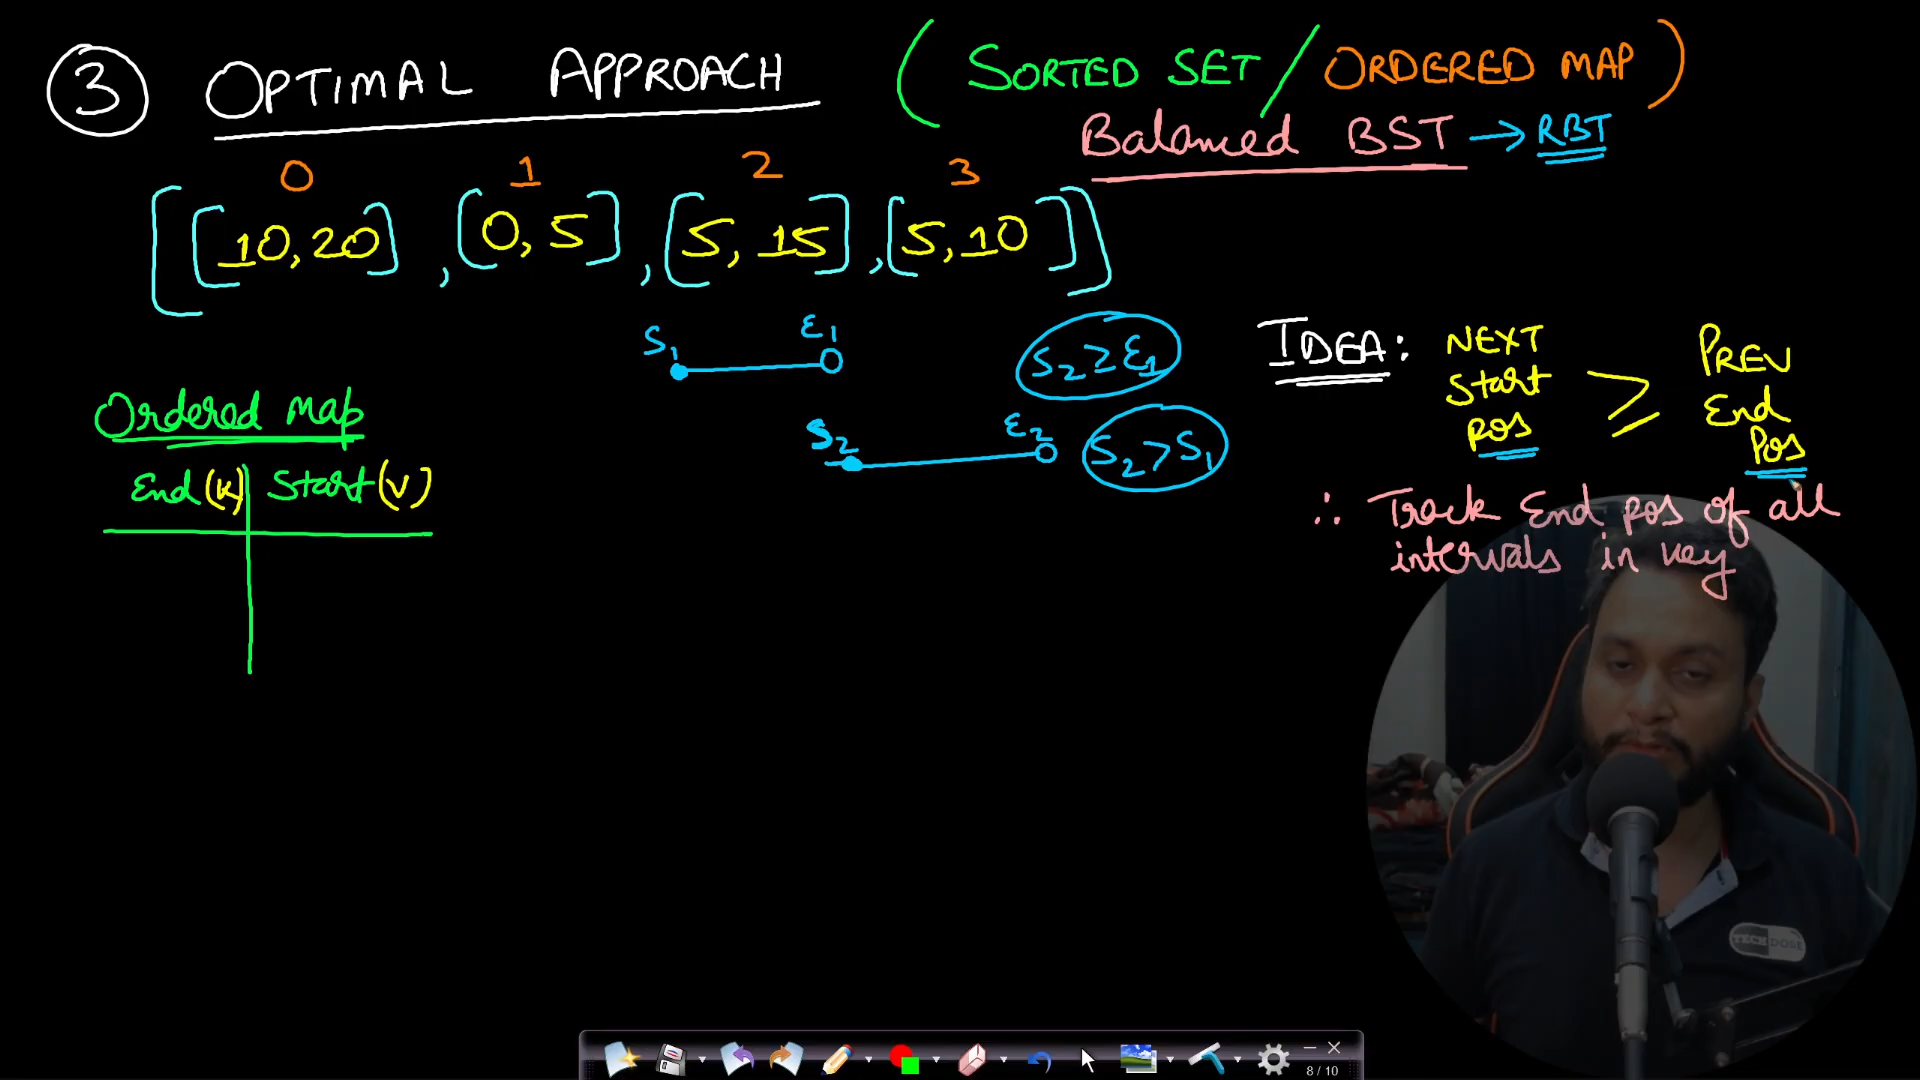 3 OPTIMAL APPROACH ( SORTED SET / ORDERED MAP )
Balanced BST → RBT
0 1 2 3
[[10,20], [0,5], [5,15], [5,10]]
S1 E1
S2 ≥ E1
S2 E2
S2 > S1
IDEA: NEXT Start POS ≥ PREV End POS
∴ Track End pos of all
intervals in key
Ordered map
End (K) Start (V)
TECH DOSE
8 / 10